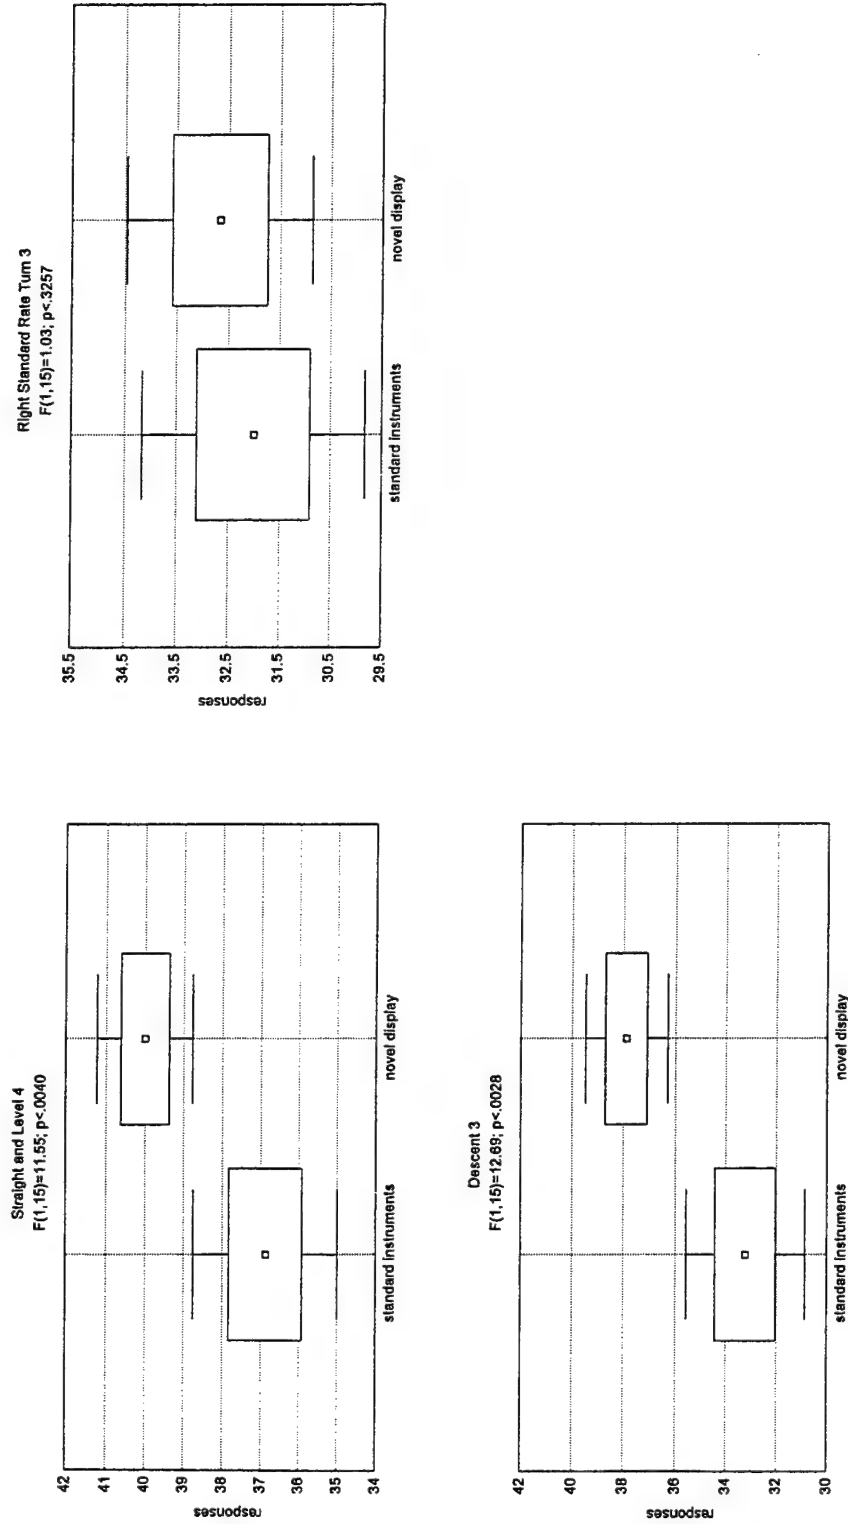 Straight and Level 4
F(1,15)=11.55; p<.0040
responses
42
41
40
39
38
37
36
35
34
standard instruments
novel display
Right Standard Rate Turn 3
F(1,15)=1.03; p<.3257
responses
35.5
34.5
33.5
32.5
31.5
30.5
29.5
standard instruments
novel display
Descent 3
F(1,15)=12.69; p<.0028
responses
42
40
38
36
34
32
30
standard instruments
novel display